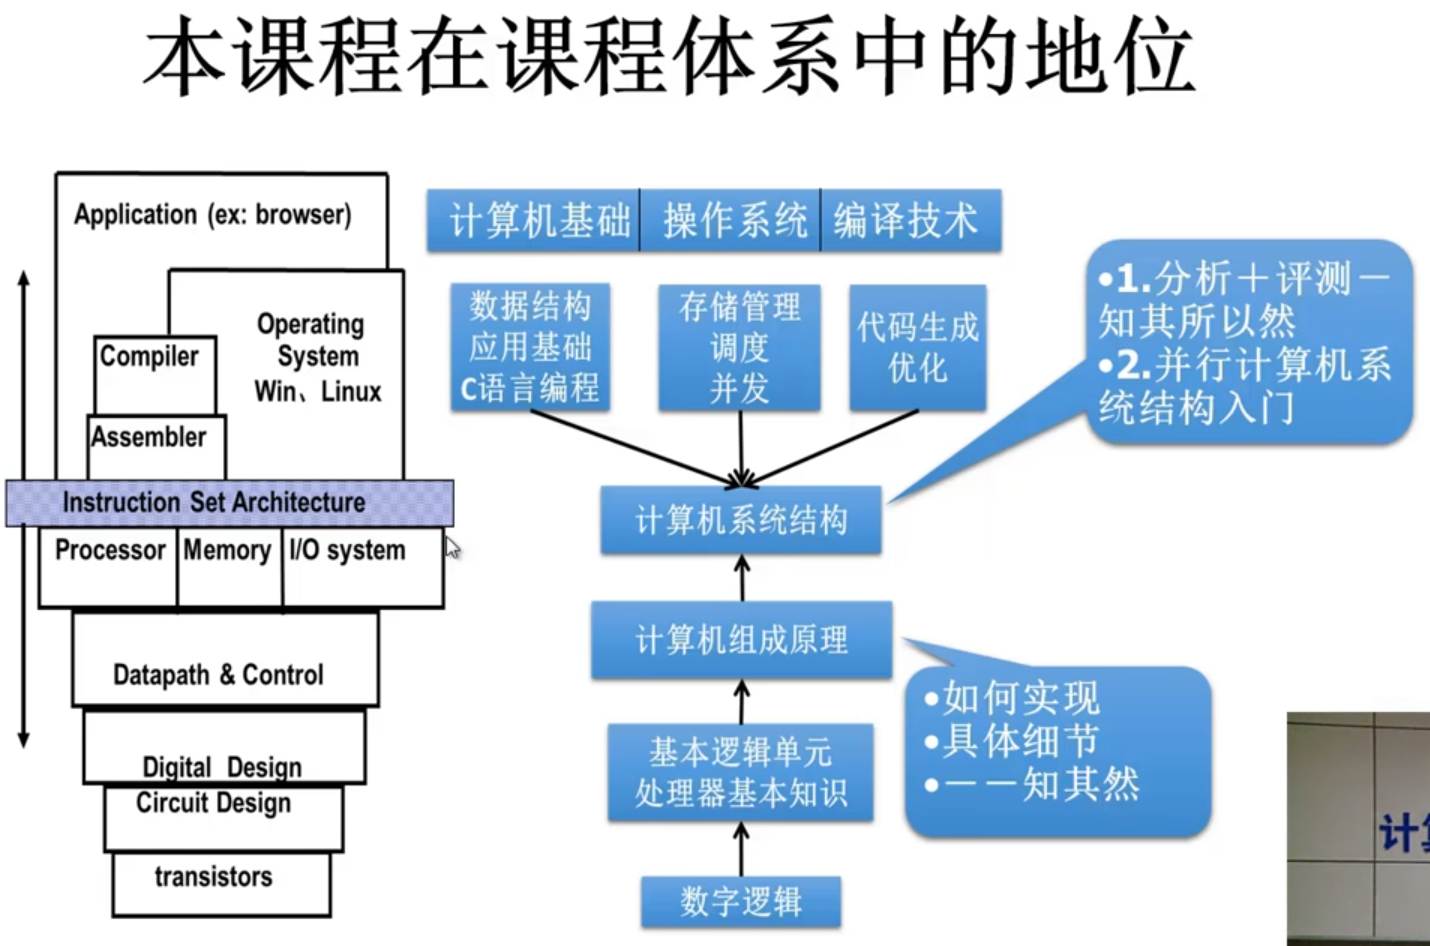 本课程在课程体系中的地位
Application (ex: browser)
Operating
System
Win、Linux
Compiler
Assembler
Instruction Set Architecture
Processor
Memory
I/O system
Datapath & Control
Digital Design
Circuit Design
transistors
计算机基础
操作系统
编译技术
数据结构
应用基础
C语言编程
存储管理
调度
并发
代码生成
优化
计算机系统结构
计算机组成原理
基本逻辑单元
处理器基本知识
数字逻辑
•1.分析＋评测－
知其所以然
•2.并行计算机系
统结构入门
•如何实现
•具体细节
•－－知其然
计